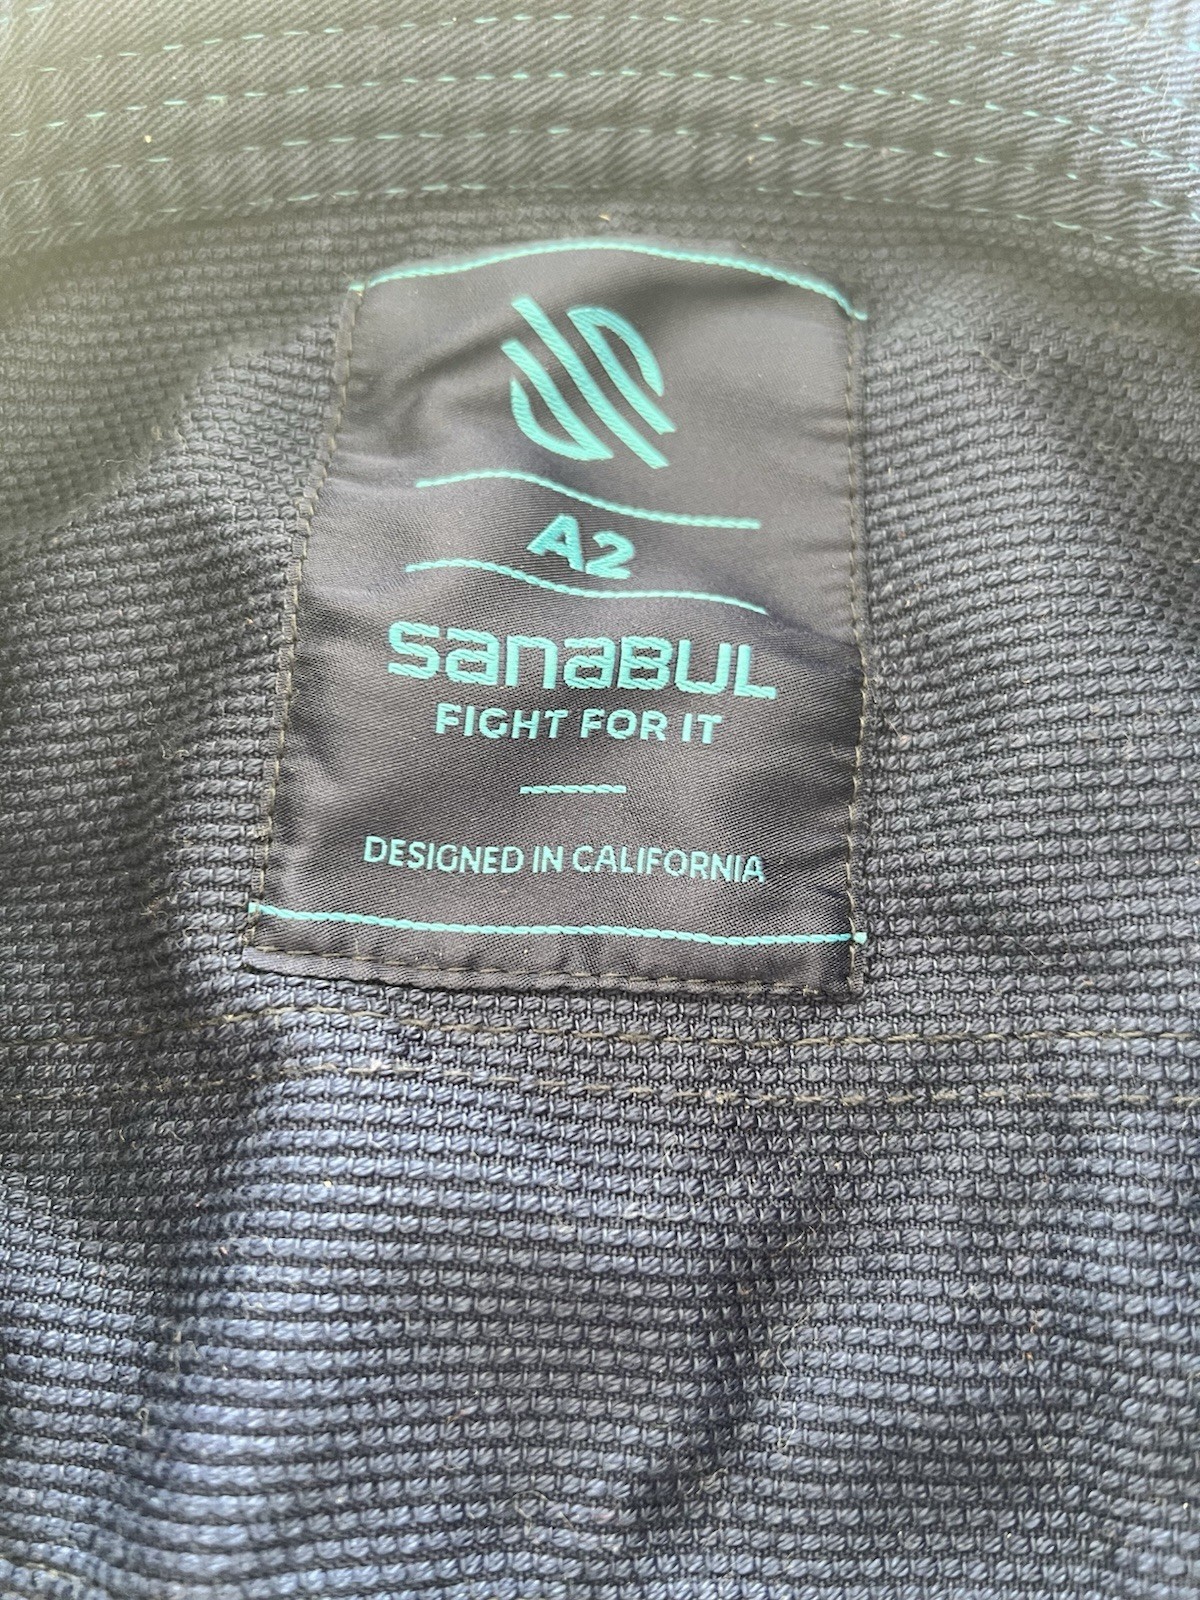 A2
sanaBUL
FIGHT FOR IT
DESIGNED IN CALIFORNIA